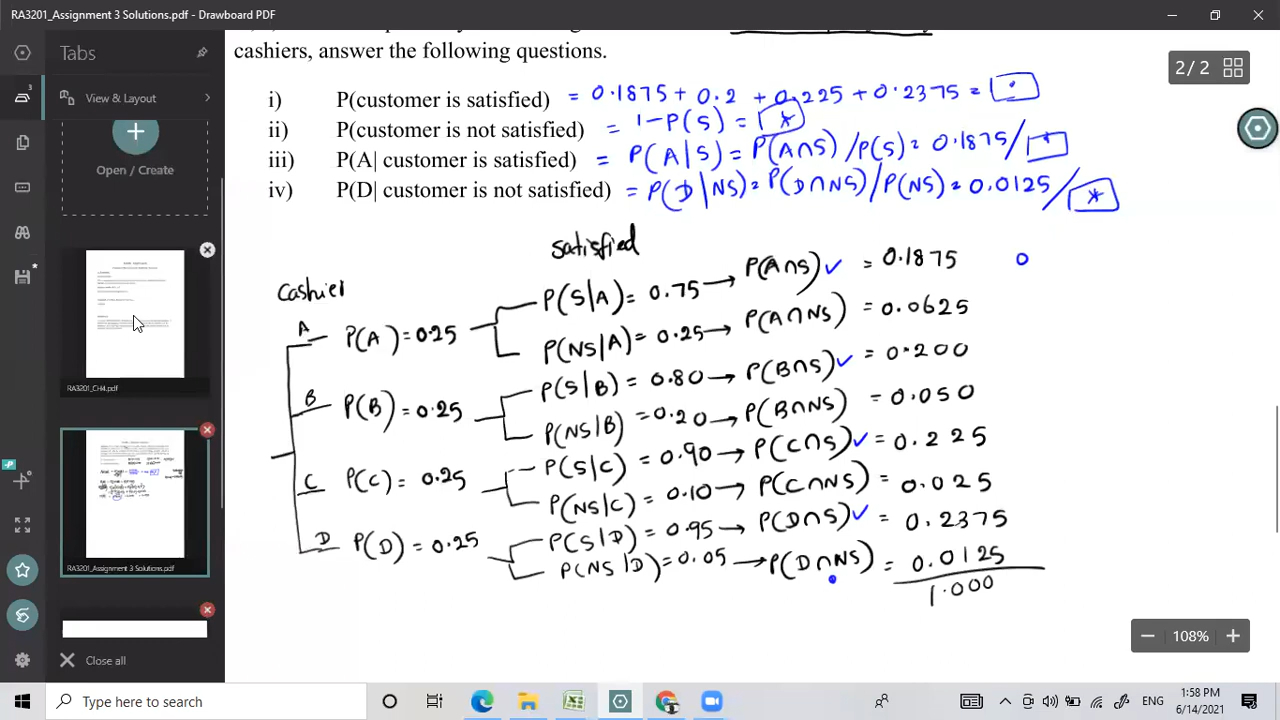 RA3201_Assignment 3 Solutions.pdf - Drawboard PDF
Tabs
cashiers, answer the following questions.
2 / 2
View & Layout
i) P(customer is satisfied) = 0.1875 + 0.2 + 0.225 + 0.2375 =
ii) P(customer is not satisfied) = 1-P(S) = *
iii) P(A| customer is satisfied) = P(A|S) = P(A∩S) / P(S) = 0.1875 /
Open / Create
iv) P(D| customer is not satisfied) = P(D|NS) = P(D∩NS) / P(NS) = 0.0125 / *
Cashier
satisfied
A P(A) = 0.25
P(S|A) = 0.75 → P(A∩S) ✓ = 0.1875
P(NS|A) = 0.25 → P(A∩NS) = 0.0625
B P(B) = 0.25
P(S|B) = 0.80 → P(B∩S) ✓ = 0.200
P(NS|B) = 0.20 → P(B∩NS) = 0.050
C P(C) = 0.25
P(S|C) = 0.90 → P(C∩S) ✓ = 0.225
P(NS|C) = 0.10 → P(C∩NS) = 0.025
D P(D) = 0.25
P(S|D) = 0.95 → P(D∩S) ✓ = 0.2375
P(NS|D) = 0.05 → P(D∩NS) = 0.0125
1.000
RA3201_CH4.pdf
RA3201_Assignment 3 Solutions.pdf
Close all
108%
Type here to search
ENG
1:58 PM
6/14/2021